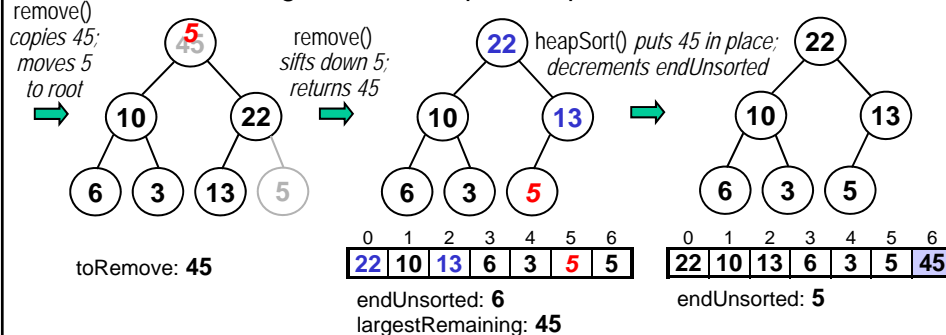 remove()
copies 45;
moves 5
to root
5
45
10
22
6
3
13
5
toRemove: 45
remove()
sifts down 5;
returns 45
22
10
13
6
3
5
0 1 2 3 4 5 6
22 10 13 6 3 5 5
endUnsorted: 6
largestRemaining: 45
heapSort() puts 45 in place;
decrements endUnsorted
22
10
13
6
3
5
0 1 2 3 4 5 6
22 10 13 6 3 5 45
endUnsorted: 5